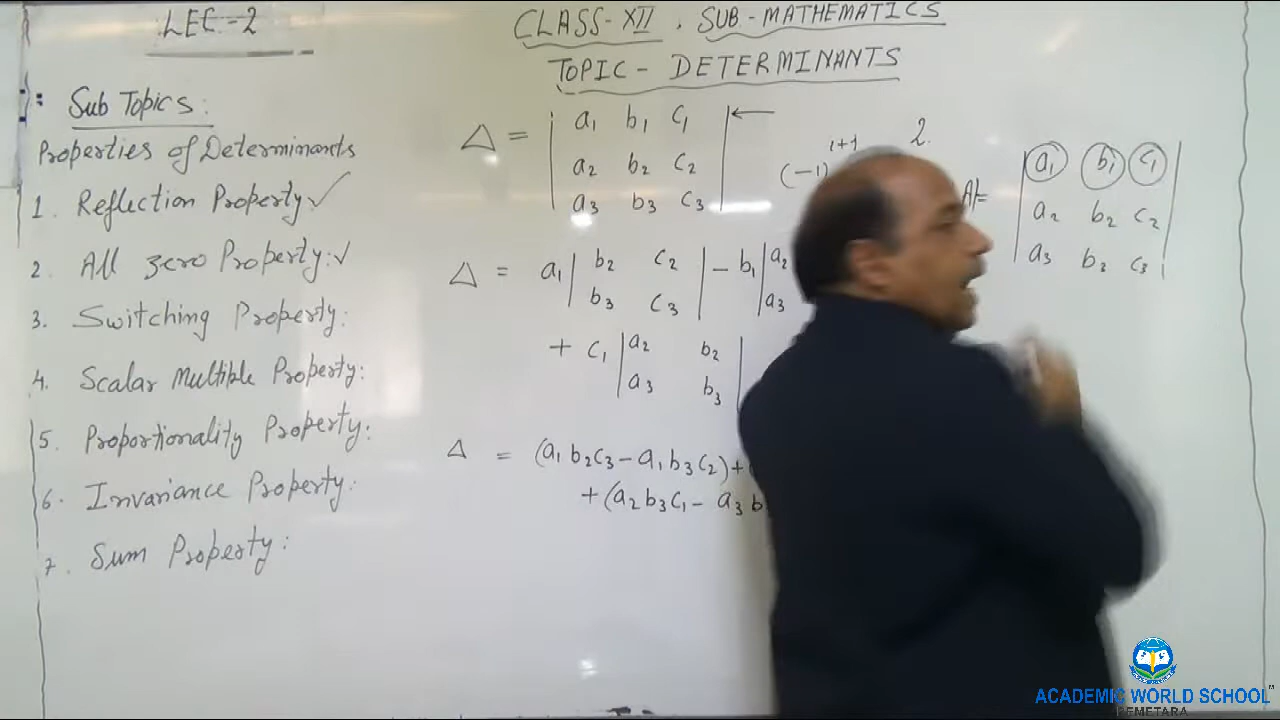 LEC-2
CLASS-XII, SUB-MATHEMATICS
TOPIC - DETERMINANTS
Sub Topics:
Properties of Determinants
1. Reflection Property: ✓
2. All zero Property: ✓
3. Switching Property:
4. Scalar Multiple Property:
5. Proportionality Property:
6. Invariance Property:
7. Sum Property:
Δ = | a₁ b₁ c₁ | ←
| a₂ b₂ c₂ |
| a₃ b₃ c₃ |
(-1)¹⁺¹
Δ = a₁ | b₂ c₂ | - b₁ | a₂
| b₃ c₃ | | a₃
+ c₁ | a₂ b₂ |
| a₃ b₃ |
Δ = (a₁b₂c₃ - a₁b₃c₂) + (
+ (a₂b₃c₁ - a₃b
2.
| a₁ b₁ c₁ |
| a₂ b₂ c₂ |
| a₃ b₃ c₃ |
ACADEMIC WORLD SCHOOL™
BEMETARA